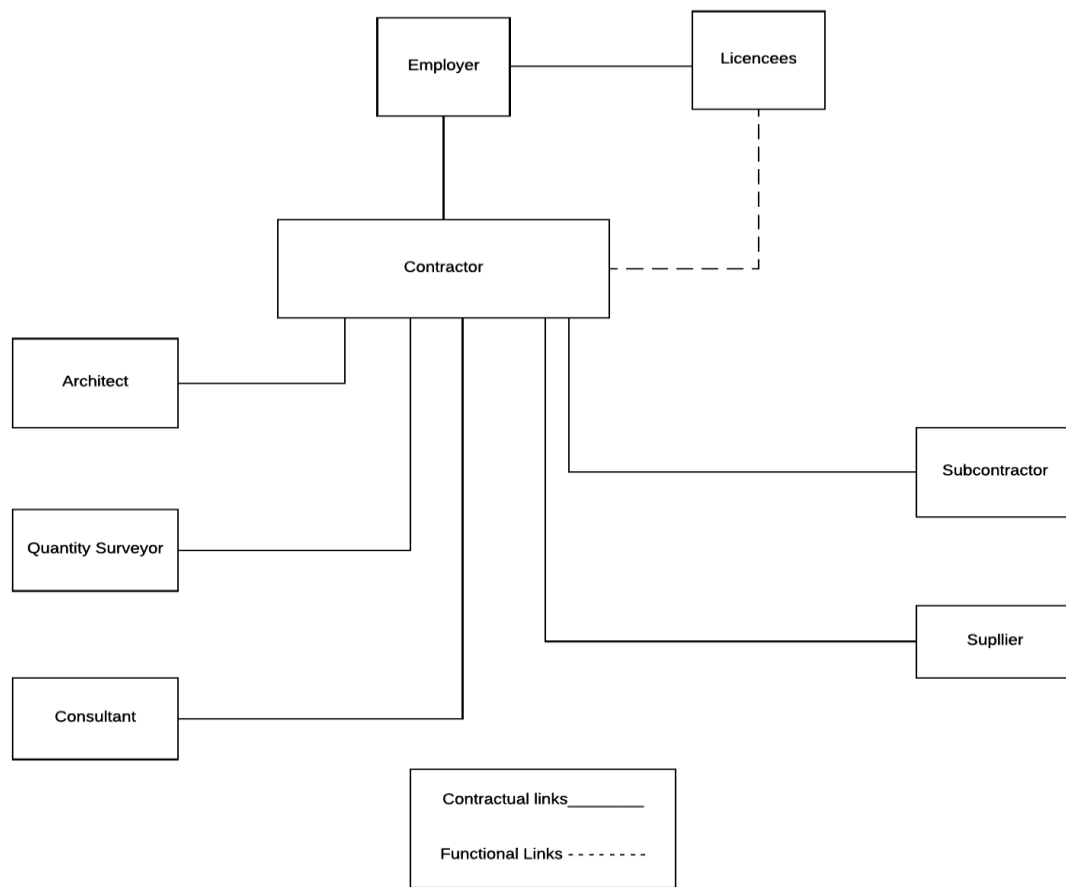 Employer
Licencees
Contractor
Architect
Subcontractor
Quantity Surveyor
Supllier
Consultant
Contractual links________
Functional Links --------